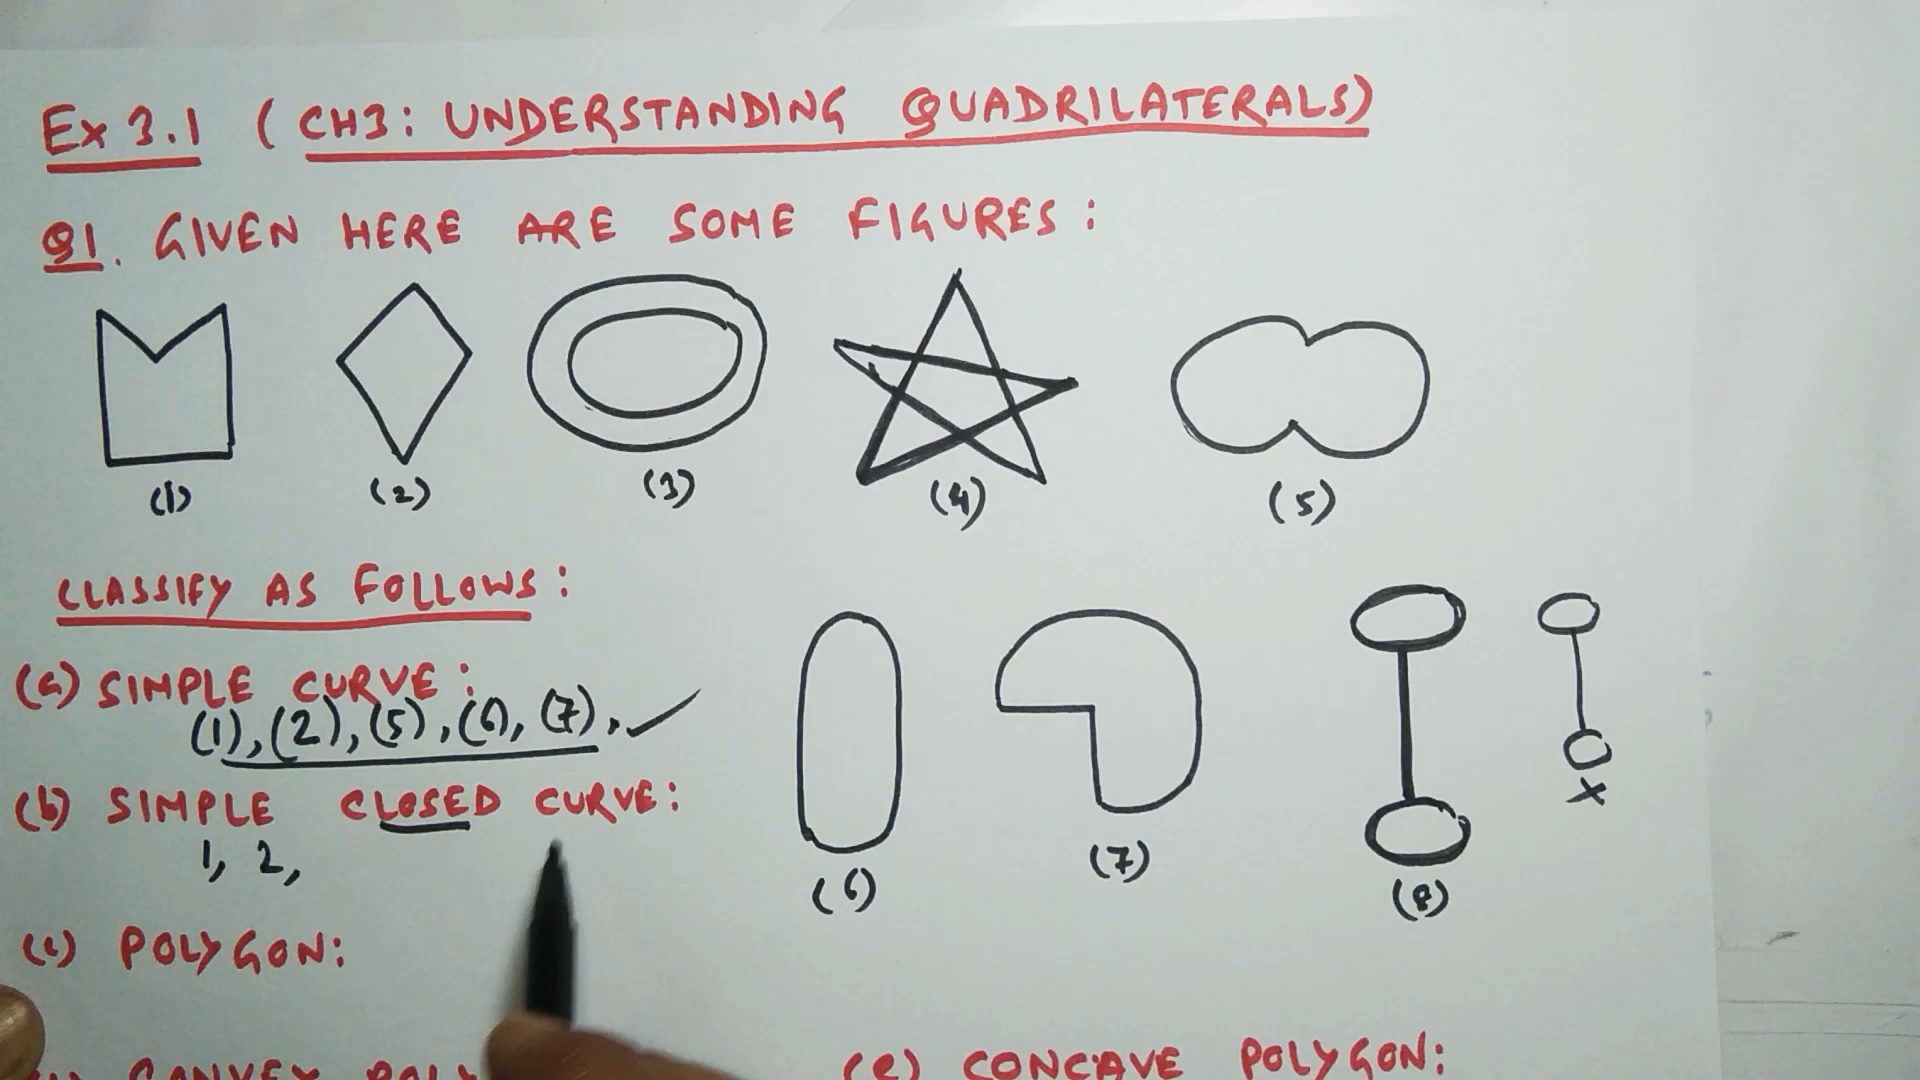 Ex 3.1 ( CH3: UNDERSTANDING QUADRILATERALS)
Q1. GIVEN HERE ARE SOME FIGURES:
(1) (2) (3) (4) (5)
CLASSIFY AS FOLLOWS:
(a) SIMPLE CURVE:
(1), (2), (5), (6), (7),
(b) SIMPLE CLOSED CURVE:
1, 2,
(6) (7) (8)
x
(c) POLYGON:
(e) CONCAVE POLYGON: